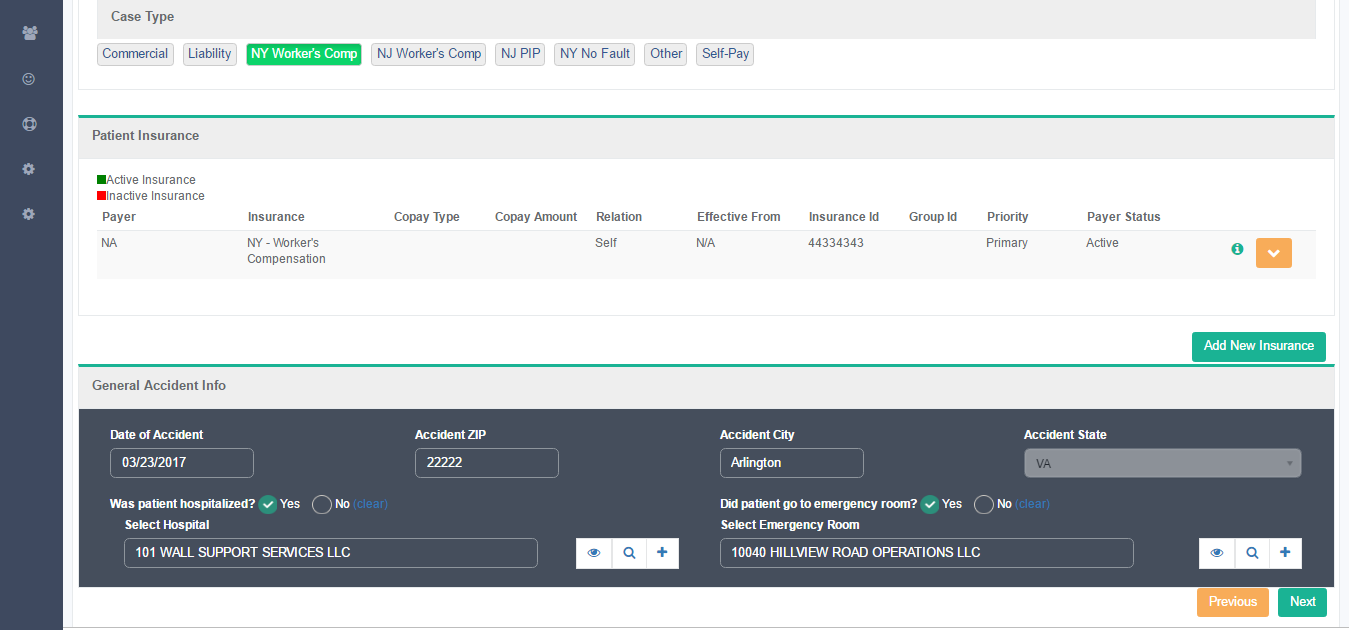 Case Type
Commercial Liability NY Worker's Comp NJ Worker's Comp NJ PIP NY No Fault Other Self-Pay
Patient Insurance
Active Insurance
Inactive Insurance
Payer Insurance Copay Type Copay Amount Relation Effective From Insurance Id Group Id Priority Payer Status
NA NY - Worker's Self N/A 44334343 Primary Active
Compensation
Add New Insurance
General Accident Info
Date of Accident Accident ZIP Accident City Accident State
03/23/2017 22222 Arlington VA
Was patient hospitalized? Yes No (clear) Did patient go to emergency room? Yes No (clear)
Select Hospital Select Emergency Room
101 WALL SUPPORT SERVICES LLC 10040 HILLVIEW ROAD OPERATIONS LLC
Previous Next